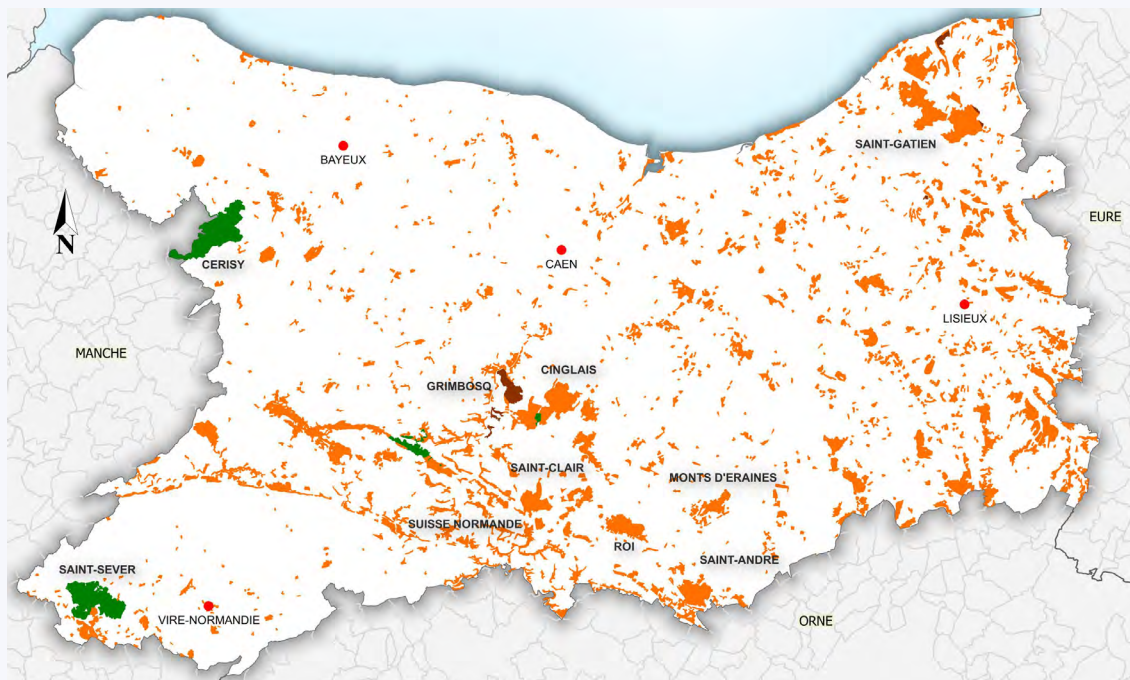 SAINT-GATIEN
BAYEUX
EURE
CERISY
CAEN
LISIEUX
N
MANCHE
GRIMBOSQ
CINGLAIS
SAINT-CLAIR
MONTS D'ERAINES
SUISSE NORMANDE
ROI
SAINT-ANDRE
SAINT-SEVER
VIRE-NORMANDIE
ORNE